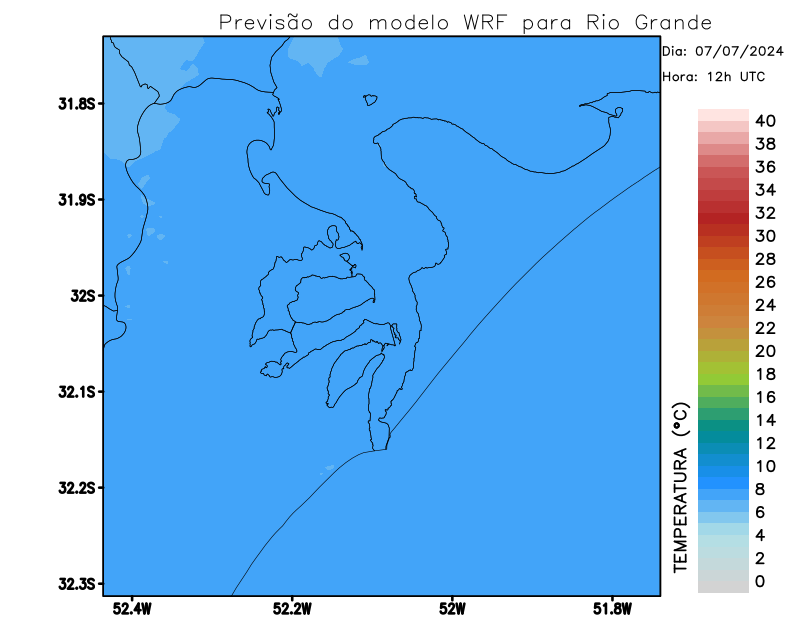 Previsão do modelo WRF para Rio Grande
Dia: 07/07/2024
Hora: 12h UTC
31.8S
31.9S
32S
32.1S
32.2S
32.3S
52.4W
52.2W
52W
51.8W
TEMPERATURA (°C)
40
38
36
34
32
30
28
26
24
22
20
18
16
14
12
10
8
6
4
2
0